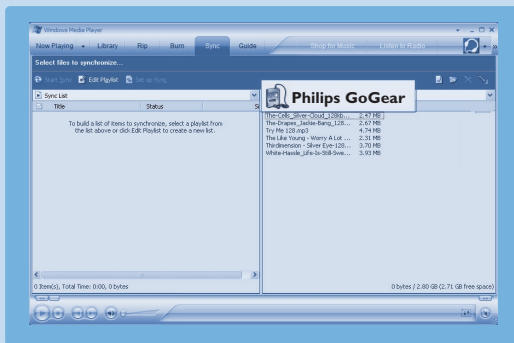 Windows Media Player
Now Playing Library Rip Burn Sync Guide Shop for Music Listen to Radio
Select files to synchronize...
Start Sync Edit Playlist Set up Sync
Sync List
Philips GoGear
Title Status Si
To build a list of items to synchronize, select a playlist from
the list above or click Edit Playlist to create a new list.
The-Cells_Silver-Cloud_128kb... 2.47 MB
The-Drapes_Jackie-Bang_128... 2.67 MB
Try Me 128.mp3 4.74 MB
The Like Young - Worry A Lot ... 2.31 MB
Thirdimension - Silver Eye-128... 3.70 MB
White-Hassle_Life-Is-Still-Swe... 3.93 MB
0 Item(s), Total Time: 0:00, 0 bytes
0 bytes / 2.80 GB (2.71 GB free space)